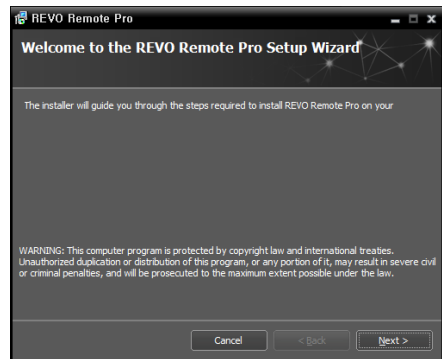 REVO Remote Pro
Welcome to the REVO Remote Pro Setup Wizard
The installer will guide you through the steps required to install REVO Remote Pro on your
WARNING: This computer program is protected by copyright law and international treaties.
Unauthorized duplication or distribution of this program, or any portion of it, may result in severe civil
or criminal penalties, and will be prosecuted to the maximum extent possible under the law.
Cancel < Back Next >